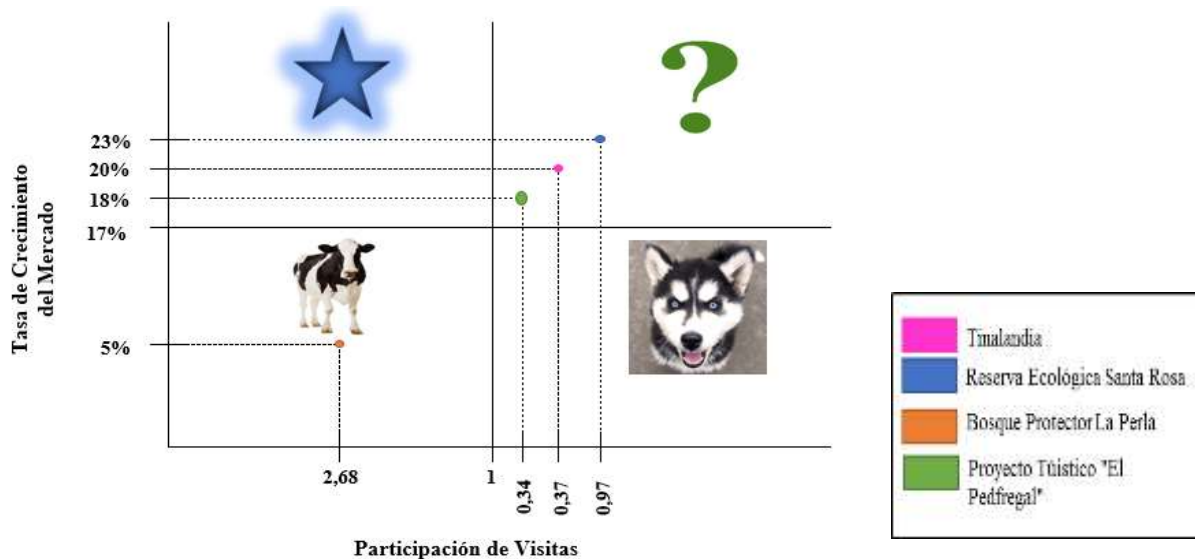 23%
20%
18%
17%
5%
Tasa de Crecimiento
del Mercado
2,68
1
0,34
0,37
0,97
Participación de Visitas
Tinalandia
Reserva Ecológica Santa Rosa
Bosque Protector La Perla
Proyecto Túistico "El
Pedfregal"